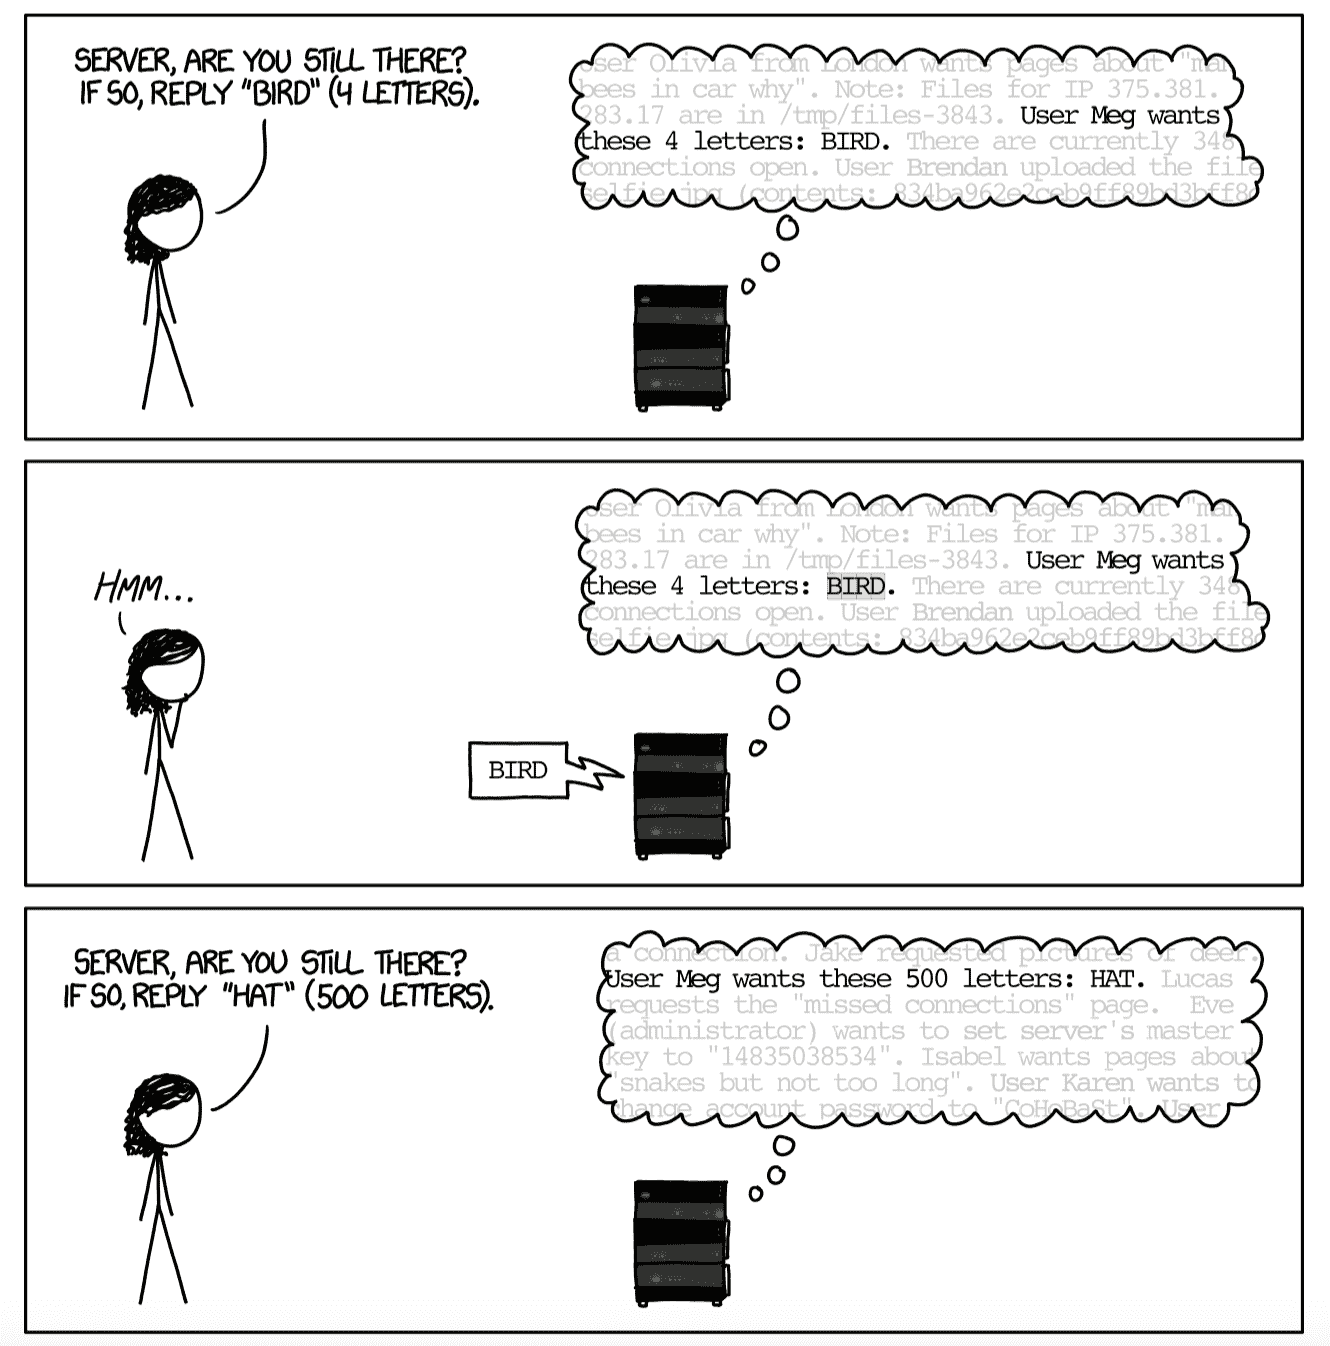 SERVER, ARE YOU STILL THERE?
IF SO, REPLY "BIRD" (4 LETTERS).
User Olivia from London wants pages about "man
bees in car why". Note: Files for IP 375.381.
283.17 are in /tmp/files-3843. User Meg wants
these 4 letters: BIRD. There are currently 348
connections open. User Brendan uploaded the file
selfie.jpg (contents: 834ba962e2ceb9ff89bd3bff8c
HMM...
User Olivia from London wants pages about "man
bees in car why". Note: Files for IP 375.381.
283.17 are in /tmp/files-3843. User Meg wants
these 4 letters: BIRD. There are currently 348
connections open. User Brendan uploaded the file
selfie.jpg (contents: 834ba962e2ceb9ff89bd3bff8c
BIRD
SERVER, ARE YOU STILL THERE?
IF SO, REPLY "HAT" (500 LETTERS).
a connection. Jake requested pictures of deer.
User Meg wants these 500 letters: HAT. Lucas
requests the "missed connections" page. Eve
(administrator) wants to set server's master
key to "14835038534". Isabel wants pages about
"snakes but not too long". User Karen wants to
change account password to "CoHoBaSt". User